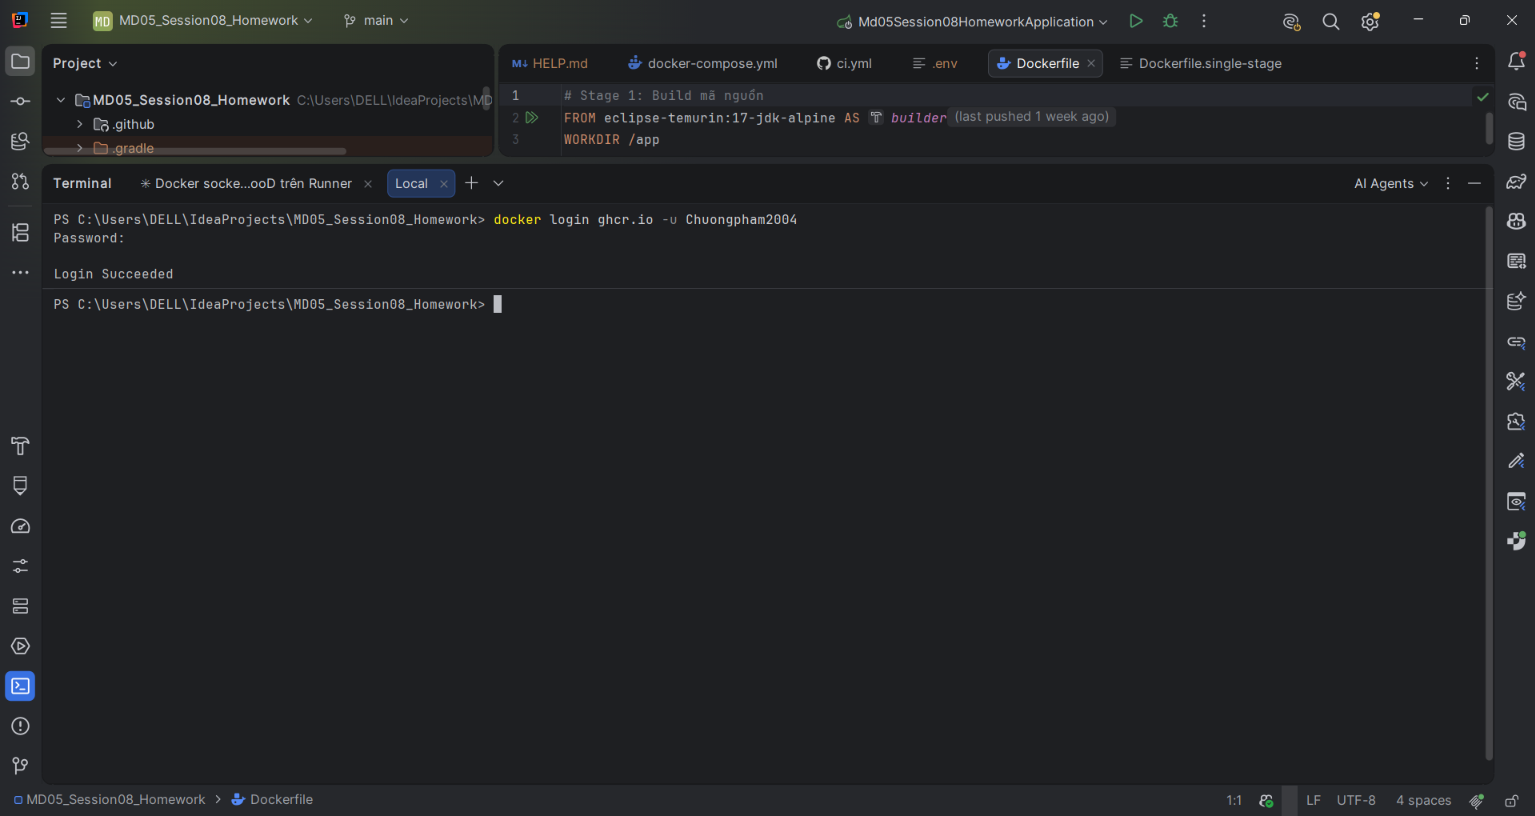 MD MD05_Session08_Homework main Md05Session08HomeworkApplication
Project
HELP.md docker-compose.yml ci.yml .env Dockerfile Dockerfile.single-stage
MD05_Session08_Homework C:\Users\DELL\IdeaProjects\MD
.github
.gradle
1 # Stage 1: Build mã nguồn
2 FROM eclipse-temurin:17-jdk-alpine AS builder (last pushed 1 week ago)
3 WORKDIR /app
Terminal Docker socke...ooD trên Runner Local AI Agents
PS C:\Users\DELL\IdeaProjects\MD05_Session08_Homework> docker login ghcr.io -u Chuongpham2004
Password:
Login Succeeded
PS C:\Users\DELL\IdeaProjects\MD05_Session08_Homework>
MD05_Session08_Homework > Dockerfile 1:1 LF UTF-8 4 spaces